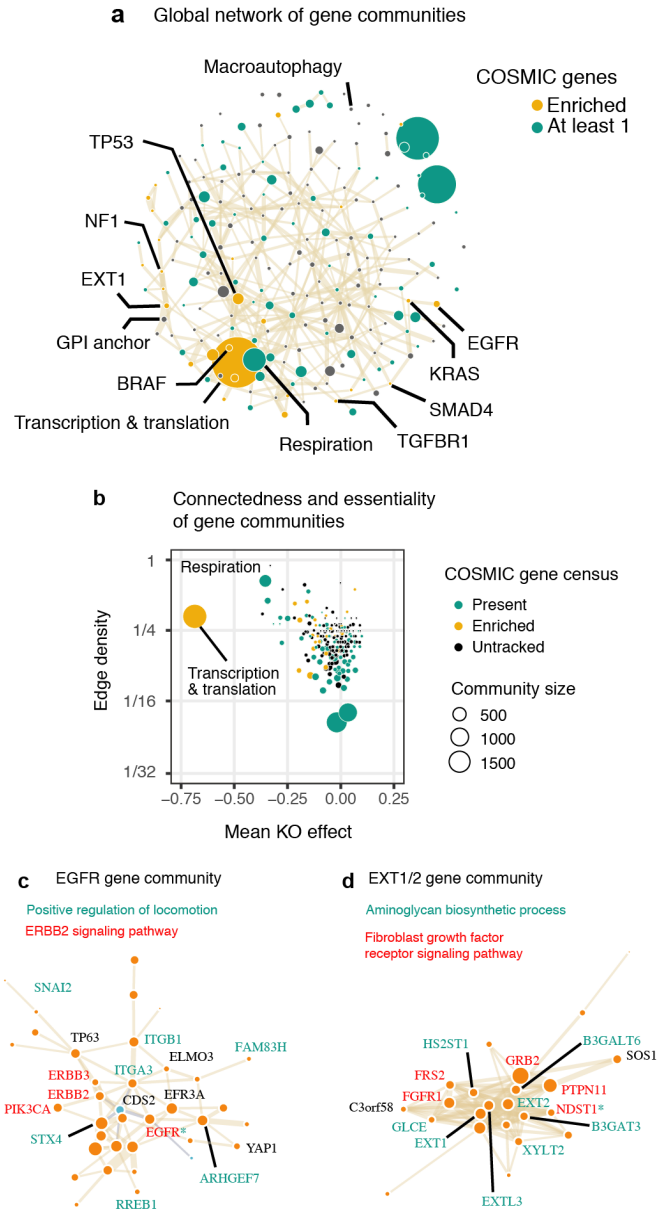 a Global network of gene communities
Macroautophagy
COSMIC genes
Enriched
At least 1
TP53
NF1
EXT1
GPI anchor
BRAF
Transcription & translation
Respiration
TGFBR1
SMAD4
KRAS
EGFR
b Connectedness and essentiality
of gene communities
Respiration
Transcription
& translation
1
1/4
1/16
1/32
Edge density
−0.75 −0.50 −0.25 0.00 0.25
Mean KO effect
COSMIC gene census
Present
Enriched
Untracked
Community size
500
1000
1500
c EGFR gene community
Positive regulation of locomotion
ERBB2 signaling pathway
SNAI2
TP63
ITGB1
ELMO3
FAM83H
ITGA3
ERBB3
ERBB2
CDS2
EFR3A
PIK3CA
STX4
EGFR*
YAP1
ARHGEF7
RREB1
d EXT1/2 gene community
Aminoglycan biosynthetic process
Fibroblast growth factor
receptor signaling pathway
HS2ST1
B3GALT6
SOS1
GRB2
FRS2
PTPN11
FGFR1
C3orf58
EXT2
NDST1*
GLCE
B3GAT3
EXT1
XYLT2
EXTL3